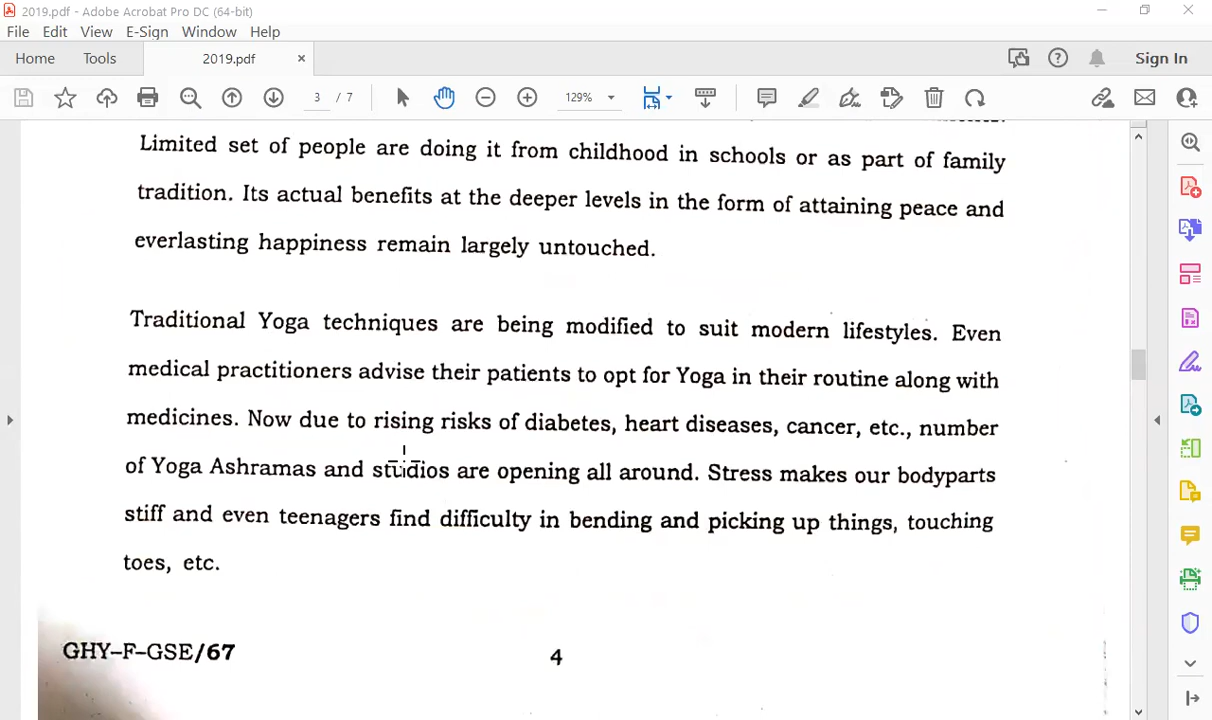 2019.pdf - Adobe Acrobat Pro DC (64-bit)
File Edit View E-Sign Window Help
Home Tools 2019.pdf × Sign In
3 / 7 129%
Limited set of people are doing it from childhood in schools or as part of family
tradition. Its actual benefits at the deeper levels in the form of attaining peace and
everlasting happiness remain largely untouched.
Traditional Yoga techniques are being modified to suit modern lifestyles. Even
medical practitioners advise their patients to opt for Yoga in their routine along with
medicines. Now due to rising risks of diabetes, heart diseases, cancer, etc., number
of Yoga Ashramas and studios are opening all around. Stress makes our bodyparts
stiff and even teenagers find difficulty in bending and picking up things, touching
toes, etc.
GHY–F–GSE/67 4